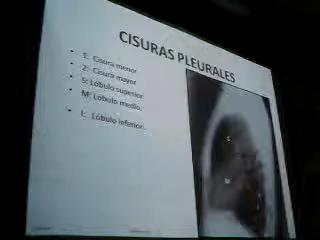 CISURAS PLEURALES
• 1: Cisura menor
• 2: Cisura mayor
• S: Lóbulo superior
• M: Lóbulo medio.
• I: Lóbulo inferior.
S
M